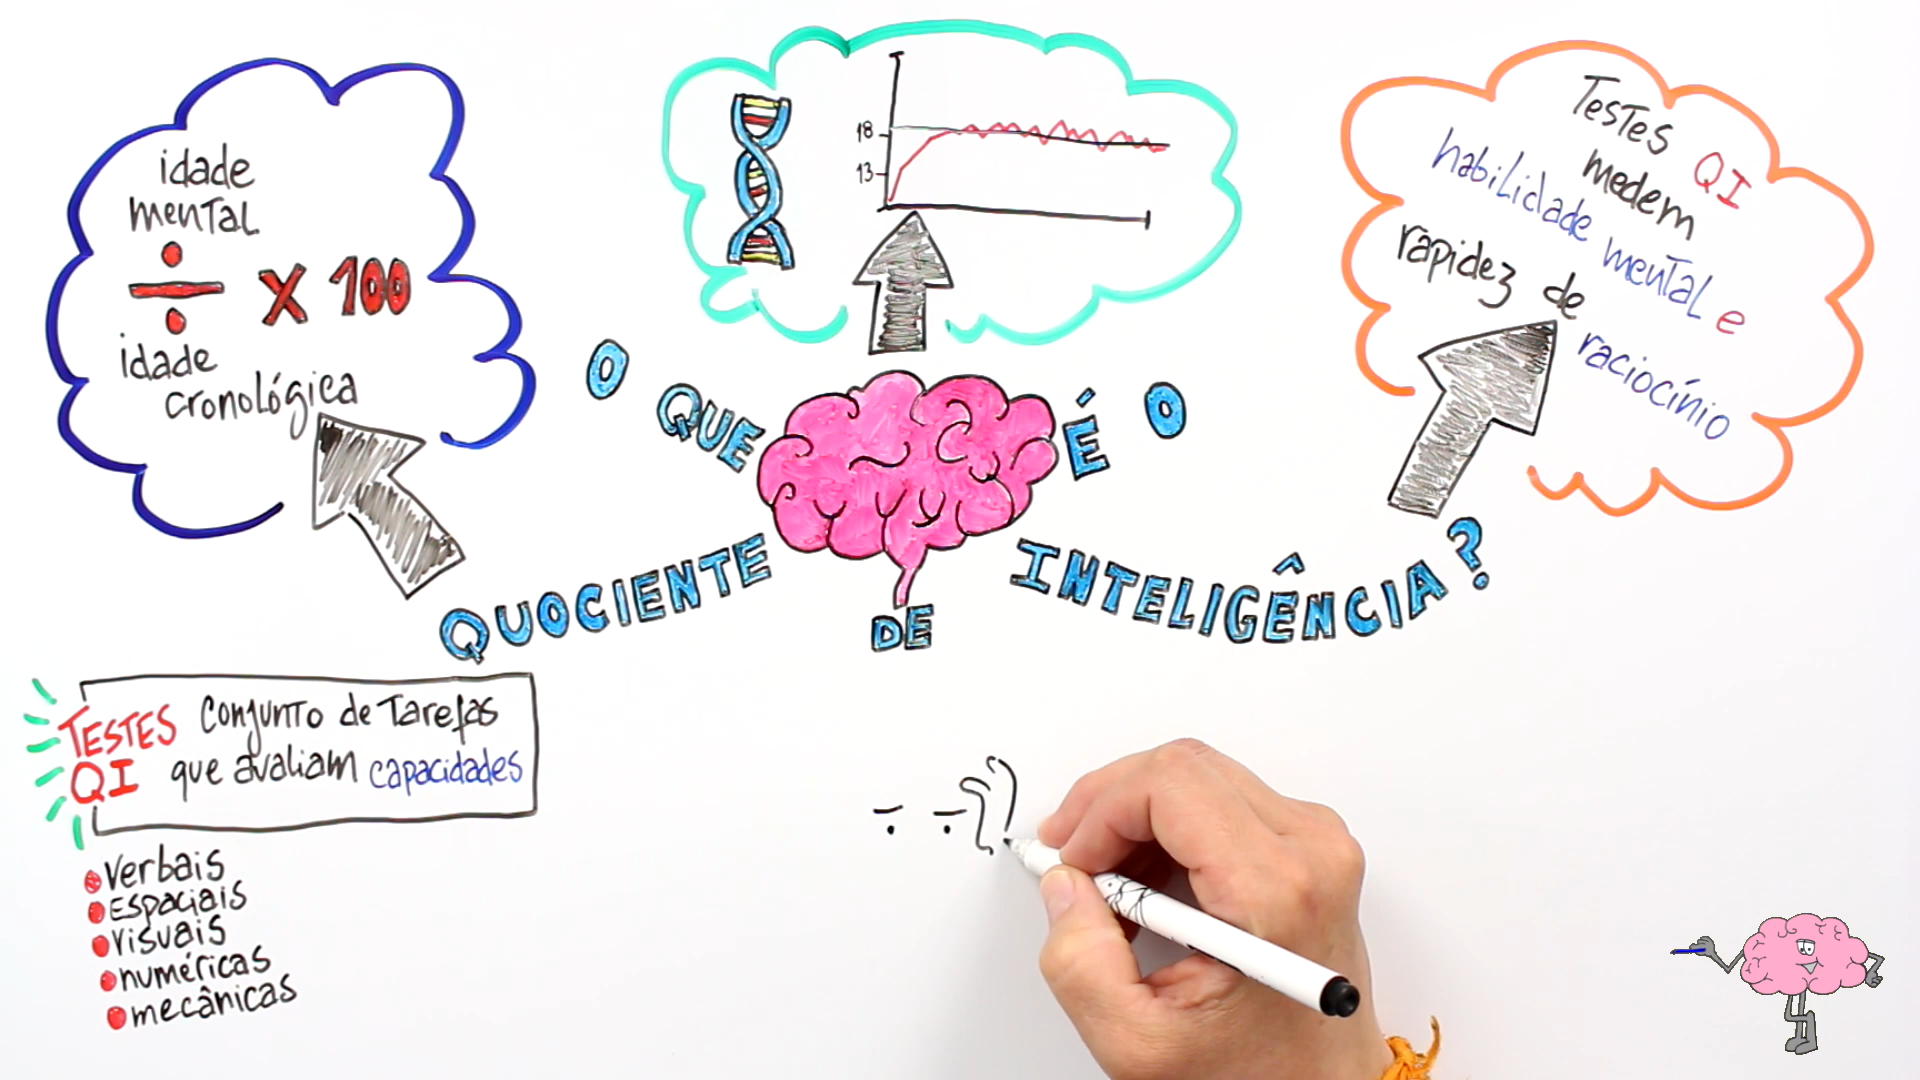 idade
mental
÷ x 100
idade
cronológica
18
13
Testes QI
medem
habilidade mental e
rapidez de
raciocínio
O QUE É O
QUOCIENTE DE INTELIGÊNCIA?
TESTES conjunto de tarefas
QI que avaliam capacidades
verbais
espaciais
visuais
numéricas
mecânicas